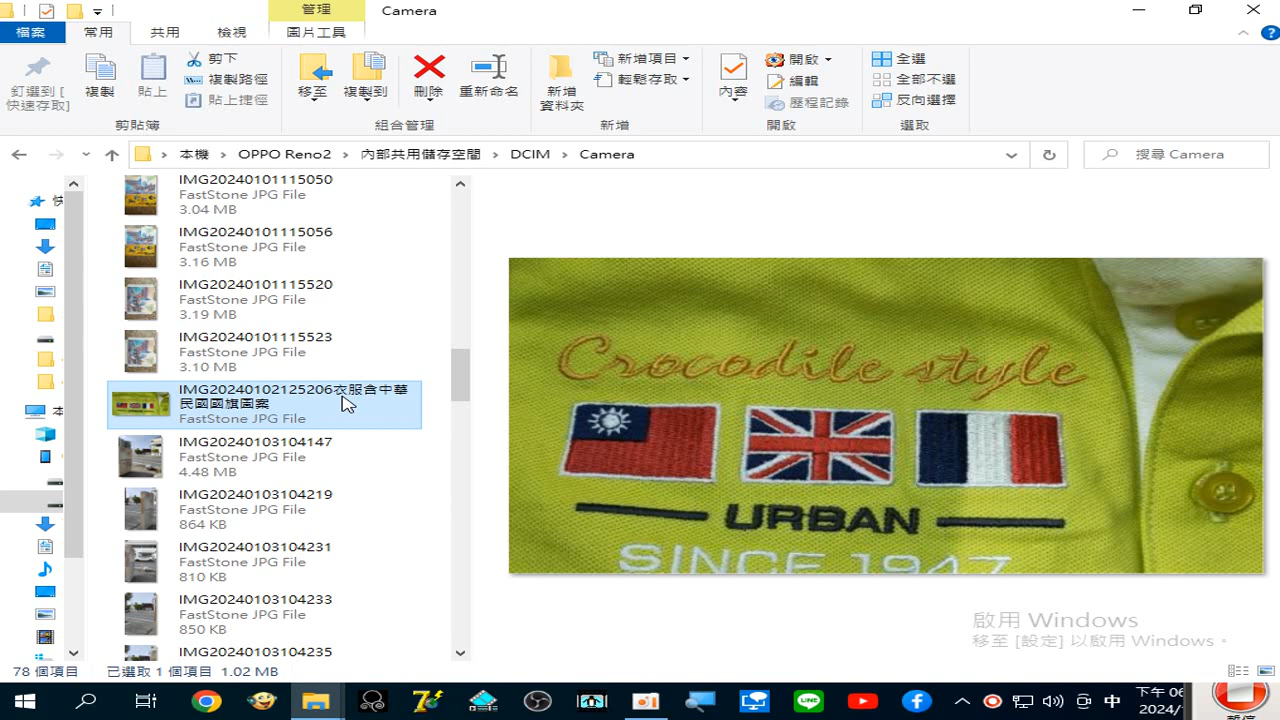 管理
Camera
檔案
常用
共用
檢視
圖片工具
釘選到 [
快速存取]
複製
貼上
剪下
複製路徑
貼上捷徑
剪貼簿
移至
複製到
刪除
重新命名
組合管理
新增
資料夾
新增項目
輕鬆存取
新增
內容
開啟
編輯
歷程記錄
開啟
全選
全部不選
反向選擇
選取
本機 OPPO Reno2 內部共用儲存空間 DCIM Camera
搜尋 Camera
IMG20240101115050
FastStone JPG File
3.04 MB
IMG20240101115056
FastStone JPG File
3.16 MB
IMG20240101115520
FastStone JPG File
3.19 MB
IMG20240101115523
FastStone JPG File
3.10 MB
IMG20240102125206衣服含中華
民國國旗圖案
FastStone JPG File
IMG20240103104147
FastStone JPG File
4.48 MB
IMG20240103104219
FastStone JPG File
864 KB
IMG20240103104231
FastStone JPG File
810 KB
IMG20240103104233
FastStone JPG File
850 KB
IMG20240103104235
Crocodile style
URBAN
SINCE 1947
啟用 Windows
移至 [設定] 以啟用 Windows。
78 個項目 已選取 1 個項目 1.02 MB
中
下午 06
2024/